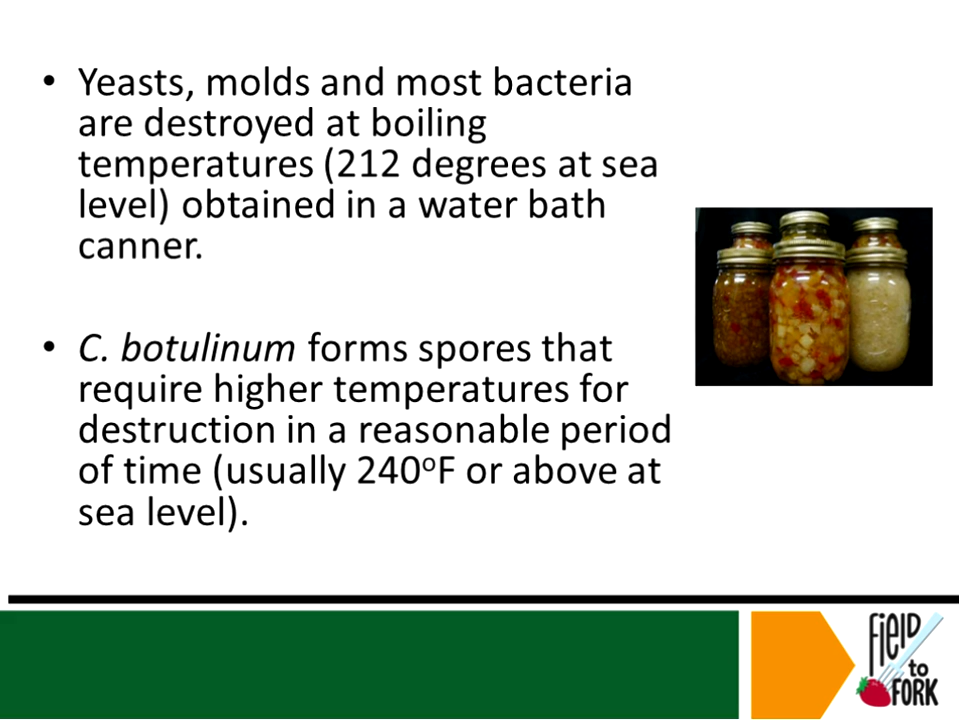 • Yeasts, molds and most bacteria
are destroyed at boiling
temperatures (212 degrees at sea
level) obtained in a water bath
canner.
• C. botulinum forms spores that
require higher temperatures for
destruction in a reasonable period
of time (usually 240ºF or above at
sea level).
FIELD
to
FORK